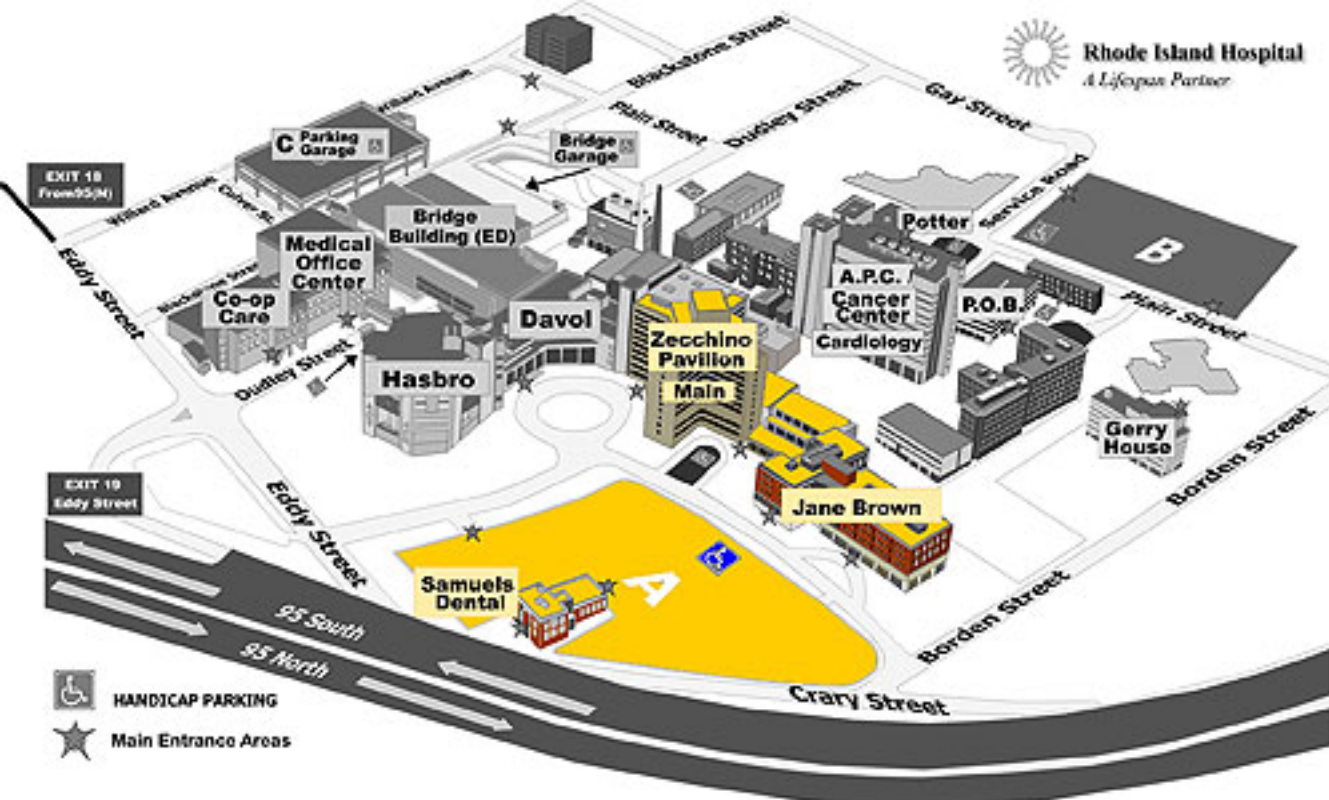 Rhode Island Hospital
A Lifespan Partner
Blackstone Street
Willard Avenue
Plain Street
Dudley Street
Gay Street
C Parking
Garage
Bridge
Garage
EXIT 18
From95(N)
Willard Avenue
Service Road
Bridge
Building (ED)
Potter
B
Medical
Office
Center
Eddy Street
A.P.C.
Cancer
Center
Cardiology
P.O.B.
Plain Street
Co-op
Care
Davol
Zecchino
Pavilion
Main
Dudley Street
Hasbro
Gerry
House
Borden Street
EXIT 19
Eddy Street
Jane Brown
Eddy Street
A
Samuels
Dental
Borden Street
95 South
95 North
Crary Street
HANDICAP PARKING
Main Entrance Areas